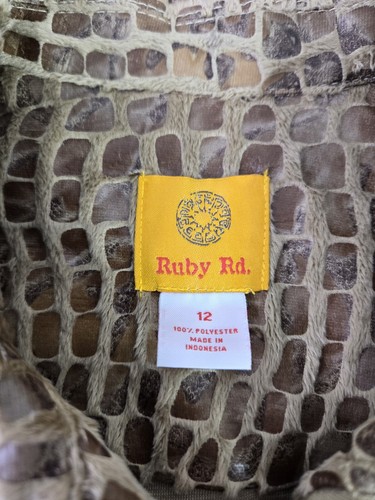 Ruby Rd.
12
100% POLYESTER
MADE IN
INDONESIA